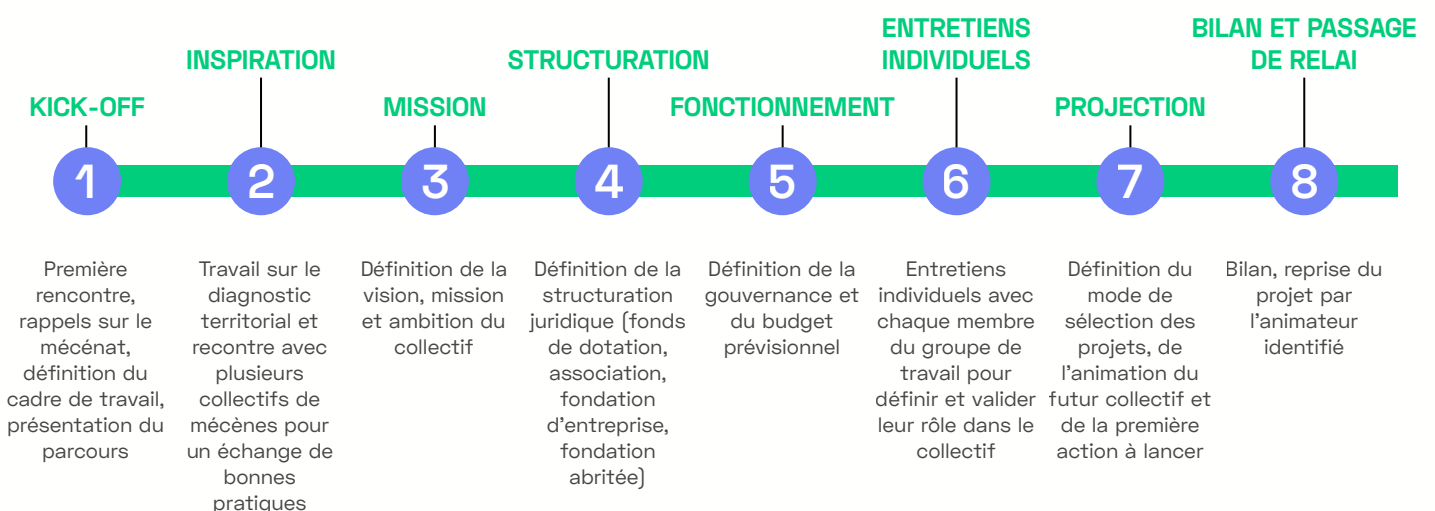 KICK-OFF
1
Première
rencontre,
rappels sur le
mécénat,
définition du
cadre de travail,
présentation du
parcours
INSPIRATION
2
Travail sur le
diagnostic
territorial et
recontre avec
plusieurs
collectifs de
mécènes pour
un échange de
bonnes
pratiques
MISSION
3
Définition de la
vision, mission
et ambition du
collectif
STRUCTURATION
4
Définition de la
structuration
juridique (fonds
de dotation,
association,
fondation
d'entreprise,
fondation
abritée)
FONCTIONNEMENT
5
Définition de la
gouvernance et
du budget
prévisionnel
ENTRETIENS
INDIVIDUELS
6
Entretiens
individuels avec
chaque membre
du groupe de
travail pour
définir et valider
leur rôle dans le
collectif
PROJECTION
7
Définition du
mode de
sélection des
projets, de
l'animation du
futur collectif et
de la première
action à lancer
BILAN ET PASSAGE
DE RELAI
8
Bilan, reprise du
projet par
l'animateur
identifié